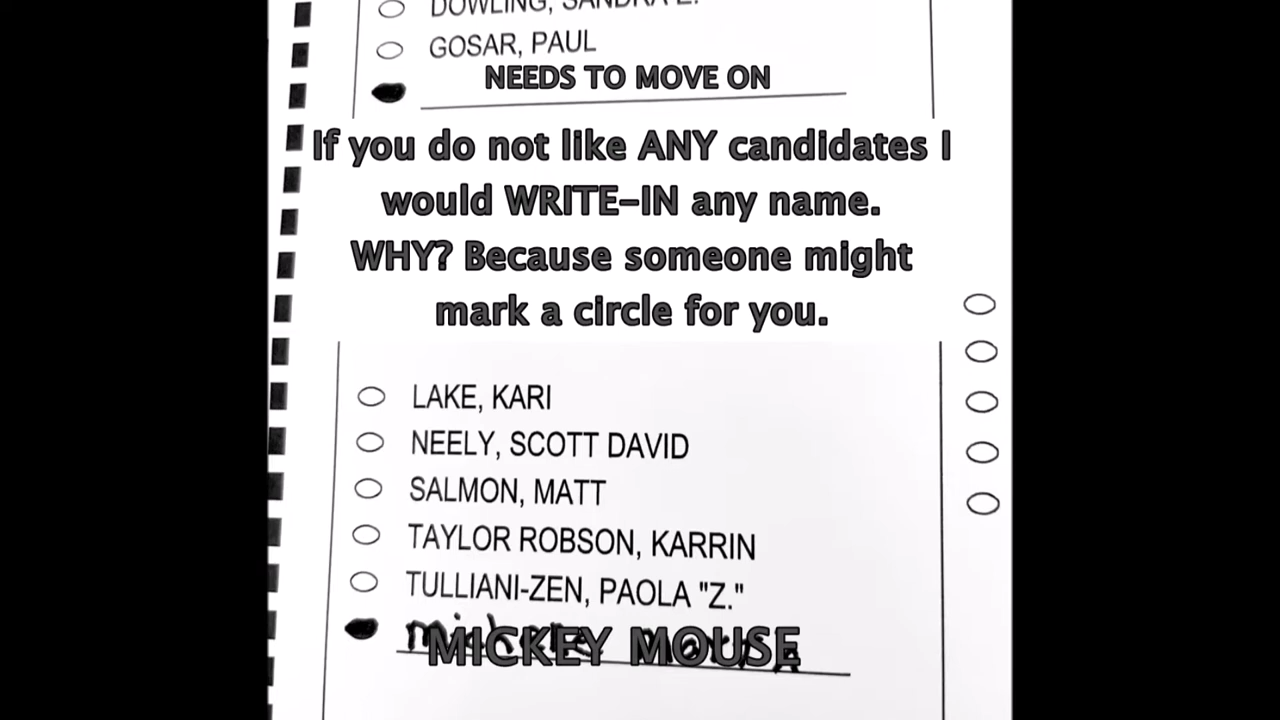 DOWLING, SANDRA E.
GOSAR, PAUL
NEEDS TO MOVE ON
If you do not like ANY candidates I
would WRITE-IN any name.
WHY? Because someone might
mark a circle for you.
LAKE, KARI
NEELY, SCOTT DAVID
SALMON, MATT
TAYLOR ROBSON, KARRIN
TULLIANI-ZEN, PAOLA "Z."
MICKEY MOUSE